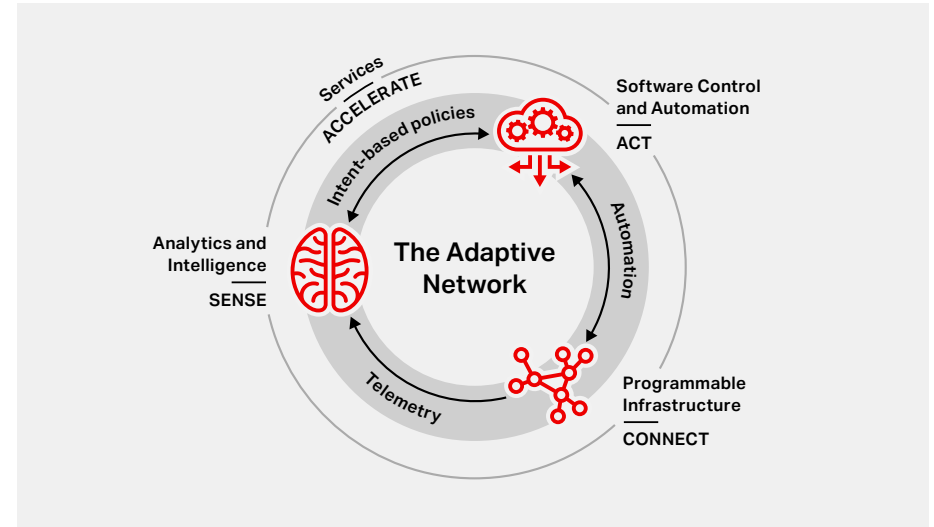 Services
ACCELERATE
Intent-based policies
Software Control
and Automation
ACT
Automation
Analytics and
Intelligence
SENSE
The Adaptive
Network
Telemetry
Programmable
Infrastructure
CONNECT